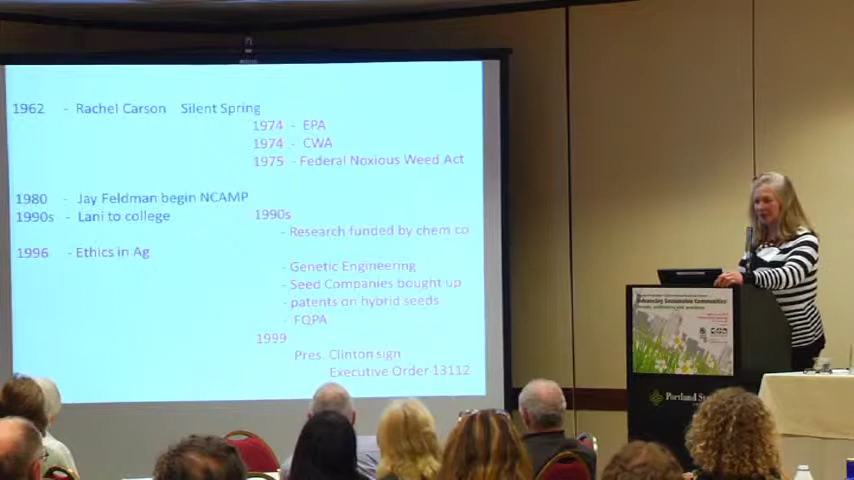 1962 - Rachel Carson Silent Spring
1974 - EPA
1974 - CWA
1975 - Federal Noxious Weed Act
1980 - Jay Feldman begin NCAMP
1990s - Lani to college
1990s
- Research funded by chem co
1996 - Ethics in Ag
- Genetic Engineering
- Seed Companies bought up
- patents on hybrid seeds
- FQPA
1999
Pres. Clinton sign
Executive Order 13112
Advancing Sustainable Communities:
Portland